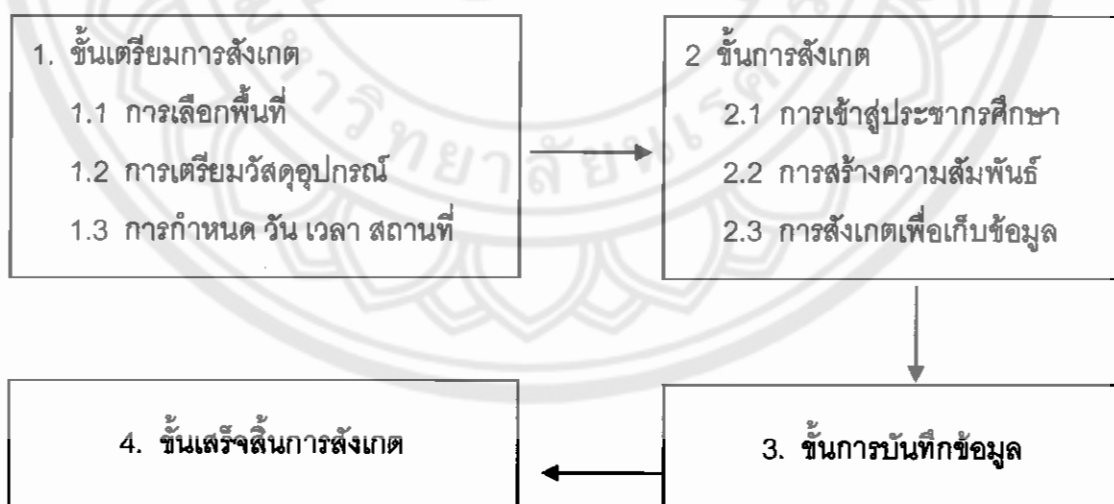 1. ขั้นเตรียมการสังเกต
1.1 การเลือกพื้นที่
1.2 การเตรียมวัสดุอุปกรณ์
1.3 การกำหนด วัน เวลา สถานที่
2 ขั้นการสังเกต
2.1 การเข้าสู่ประชากรศึกษา
2.2 การสร้างความสัมพันธ์
2.3 การสังเกตเพื่อเก็บข้อมูล
4. ขั้นเสร็จสิ้นการสังเกต
3. ขั้นการบันทึกข้อมูล